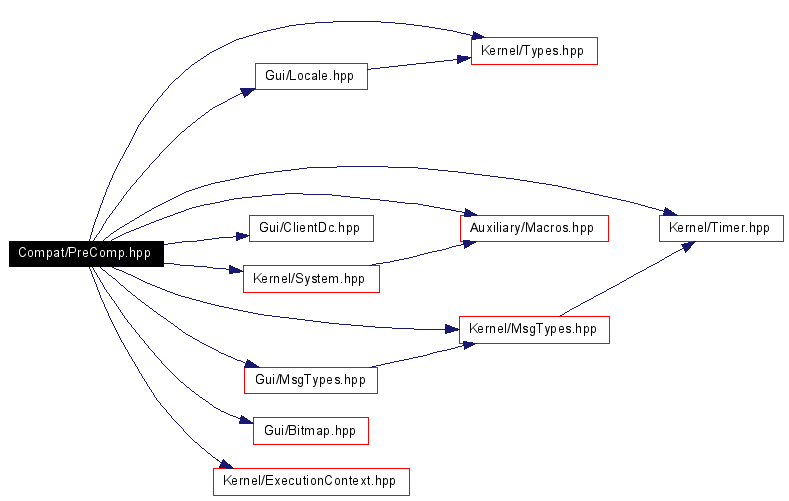 Kernel/Types.hpp
Gui/Locale.hpp
Gui/ClientDc.hpp
Auxiliary/Macros.hpp
Kernel/Timer.hpp
Compat/PreComp.hpp
Kernel/System.hpp
Kernel/MsgTypes.hpp
Gui/MsgTypes.hpp
Gui/Bitmap.hpp
Kernel/ExecutionContext.hpp